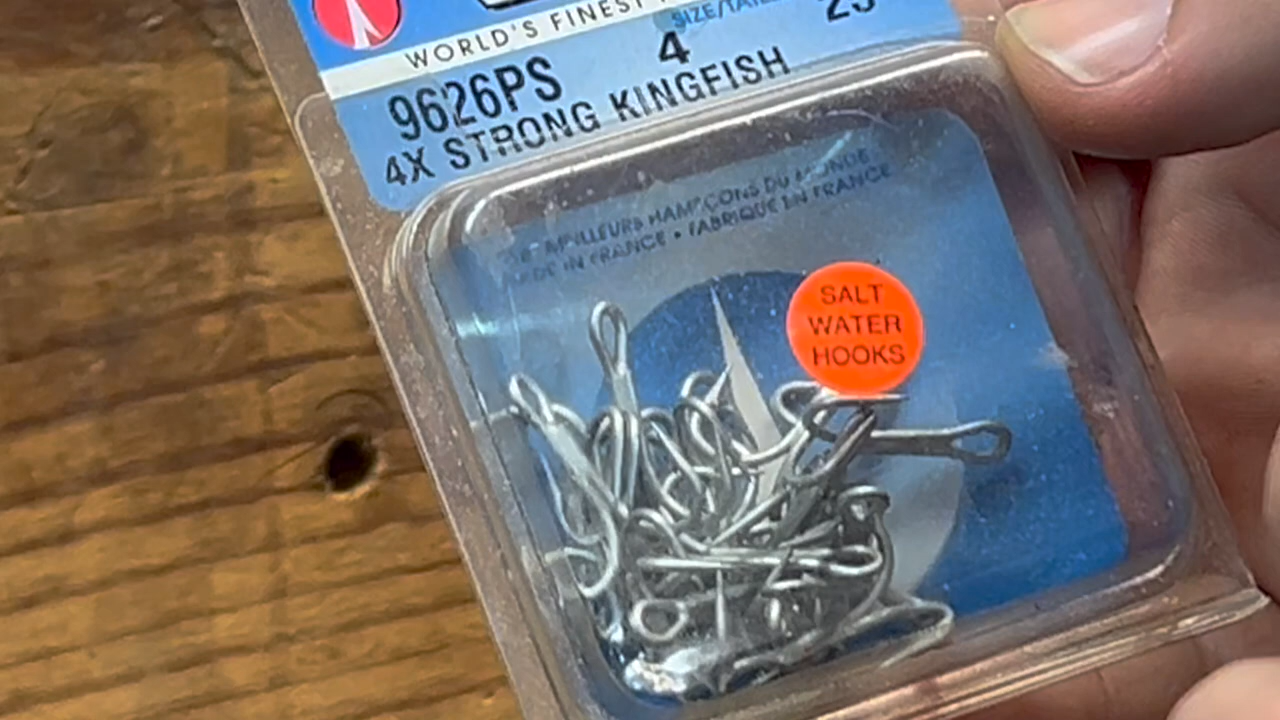 WORLD'S FINEST
SIZE/TAILLE
4
9626PS
4X STRONG KINGFISH
MEILLEURS HAMEÇONS DU MONDE
MADE IN FRANCE • FABRIQUÉ EN FRANCE
SALT
WATER
HOOKS